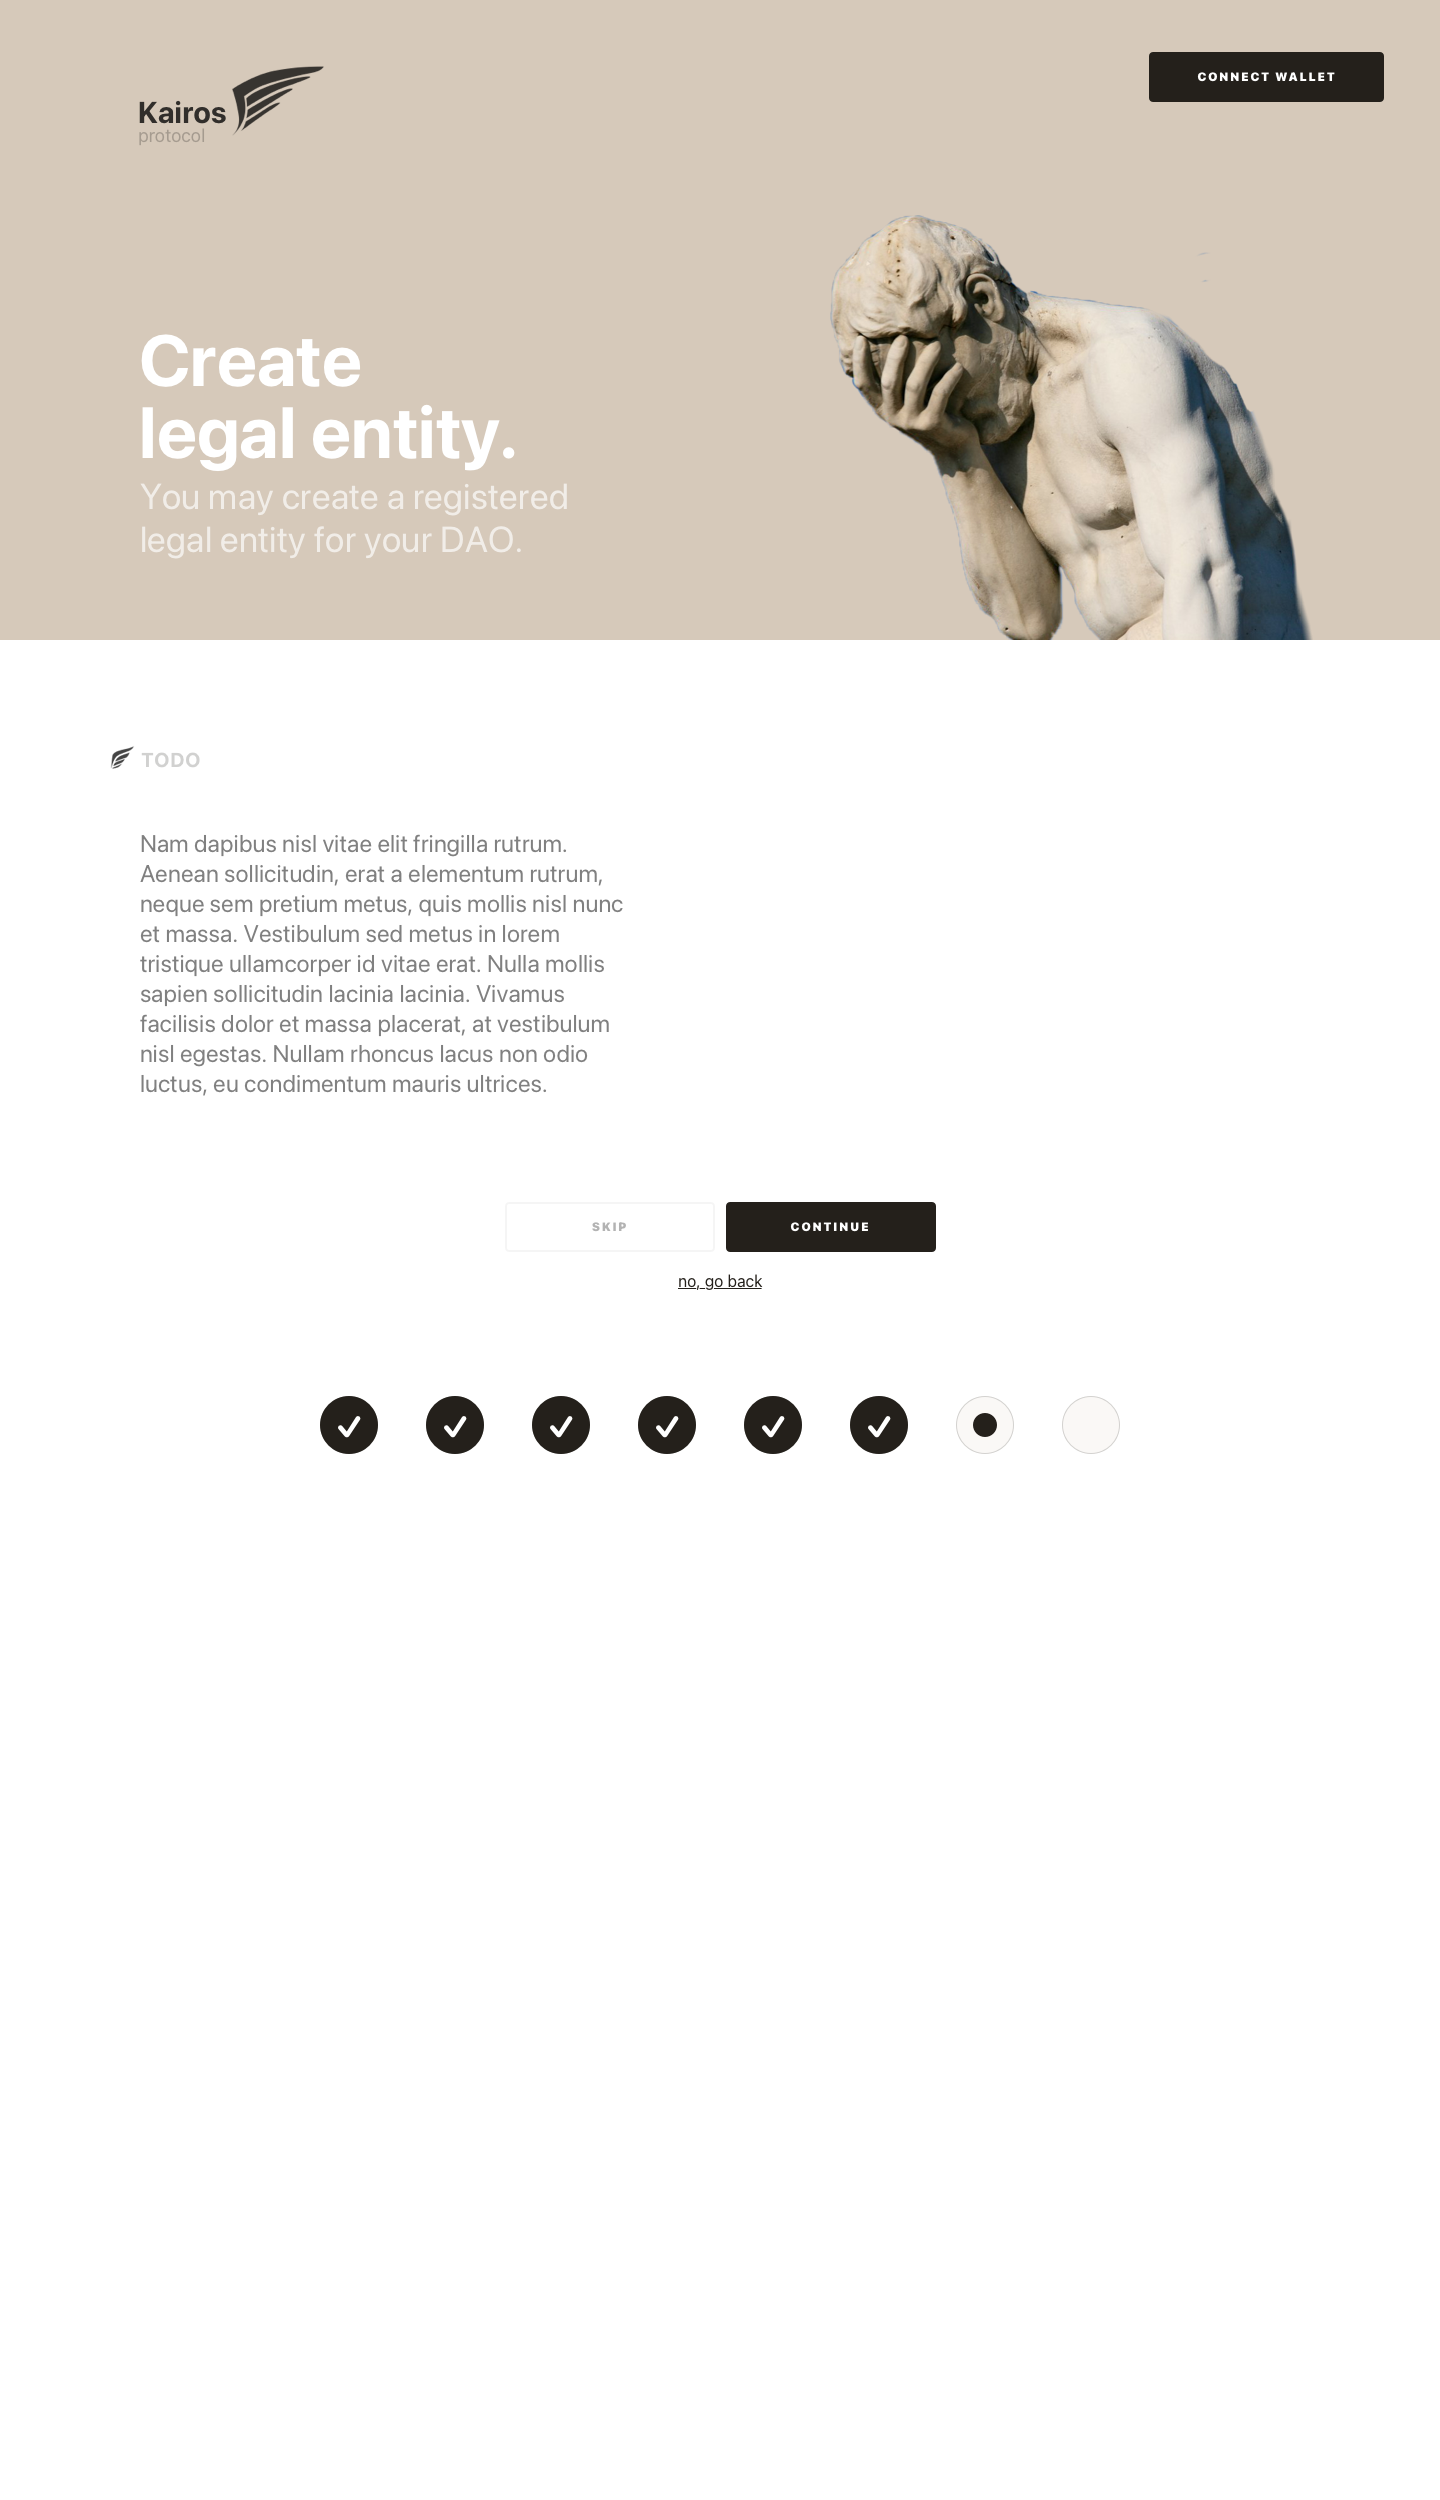 Kairos
protocol
CONNECT WALLET
Create
legal entity.
You may create a registered
legal entity for your DAO.
TODO
Nam dapibus nisl vitae elit fringilla rutrum.
Aenean sollicitudin, erat a elementum rutrum,
neque sem pretium metus, quis mollis nisl nunc
et massa. Vestibulum sed metus in lorem
tristique ullamcorper id vitae erat. Nulla mollis
sapien sollicitudin lacinia lacinia. Vivamus
facilisis dolor et massa placerat, at vestibulum
nisl egestas. Nullam rhoncus lacus non odio
luctus, eu condimentum mauris ultrices.
SKIP
CONTINUE
no, go back